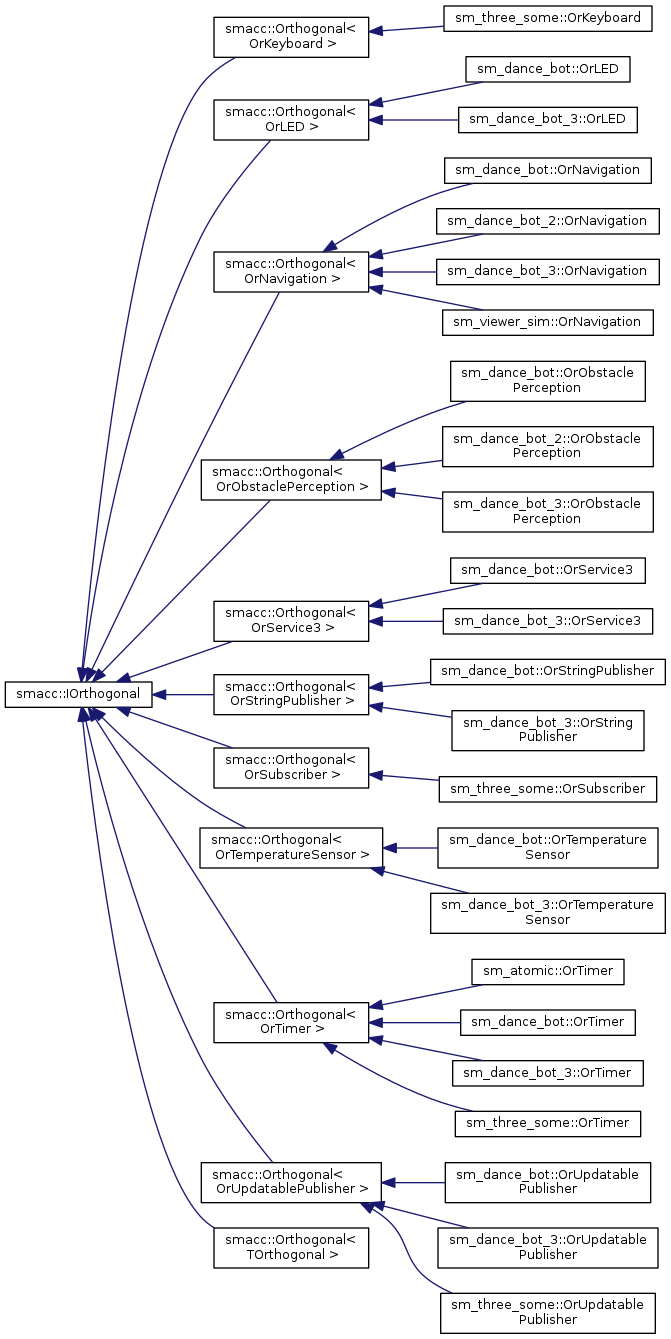 sm_three_some::OrKeyboard
smacc::Orthogonal<
OrKeyboard >
sm_dance_bot::OrLED
smacc::Orthogonal<
OrLED >
sm_dance_bot_3::OrLED
sm_dance_bot::OrNavigation
sm_dance_bot_2::OrNavigation
smacc::Orthogonal<
OrNavigation >
sm_dance_bot_3::OrNavigation
sm_viewer_sim::OrNavigation
sm_dance_bot::OrObstacle
Perception
sm_dance_bot_2::OrObstacle
Perception
smacc::Orthogonal<
OrObstaclePerception >
sm_dance_bot_3::OrObstacle
Perception
sm_dance_bot::OrService3
smacc::Orthogonal<
OrService3 >
sm_dance_bot_3::OrService3
smacc::IOrthogonal
sm_dance_bot::OrStringPublisher
smacc::Orthogonal<
OrStringPublisher >
sm_dance_bot_3::OrString
Publisher
smacc::Orthogonal<
OrSubscriber >
sm_three_some::OrSubscriber
smacc::Orthogonal<
OrTemperatureSensor >
sm_dance_bot::OrTemperature
Sensor
sm_dance_bot_3::OrTemperature
Sensor
sm_atomic::OrTimer
smacc::Orthogonal<
OrTimer >
sm_dance_bot::OrTimer
sm_dance_bot_3::OrTimer
sm_three_some::OrTimer
smacc::Orthogonal<
OrUpdatablePublisher >
sm_dance_bot::OrUpdatable
Publisher
smacc::Orthogonal<
TOrthogonal >
sm_dance_bot_3::OrUpdatable
Publisher
sm_three_some::OrUpdatable
Publisher